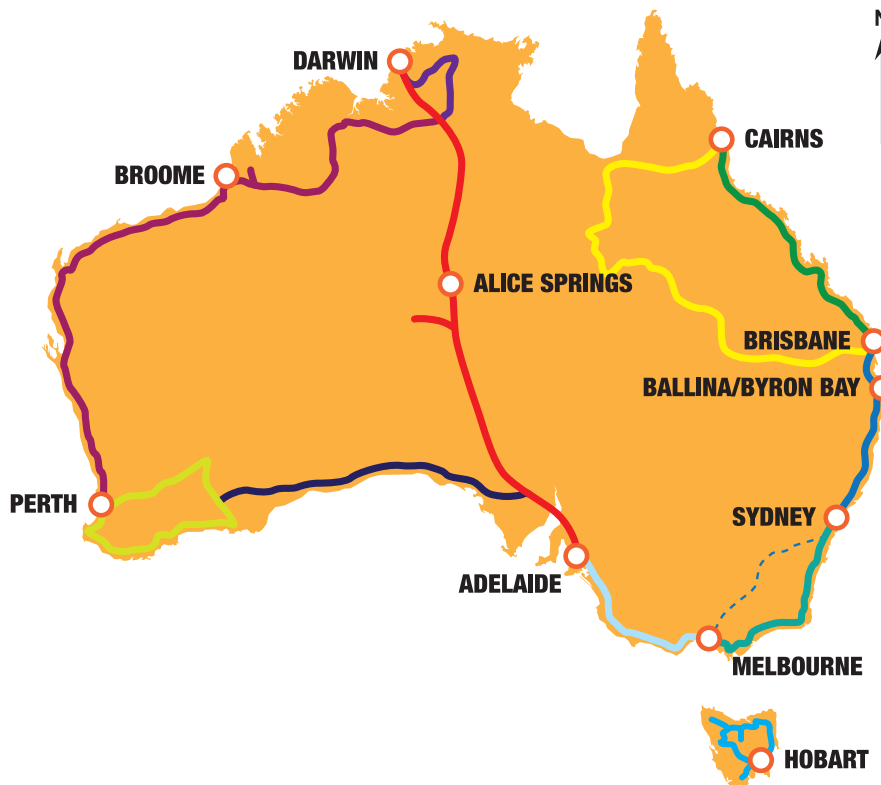 N
DARWIN
CAIRNS
BROOME
ALICE SPRINGS
BRISBANE
BALLINA/BYRON BAY
PERTH
SYDNEY
ADELAIDE
MELBOURNE
HOBART